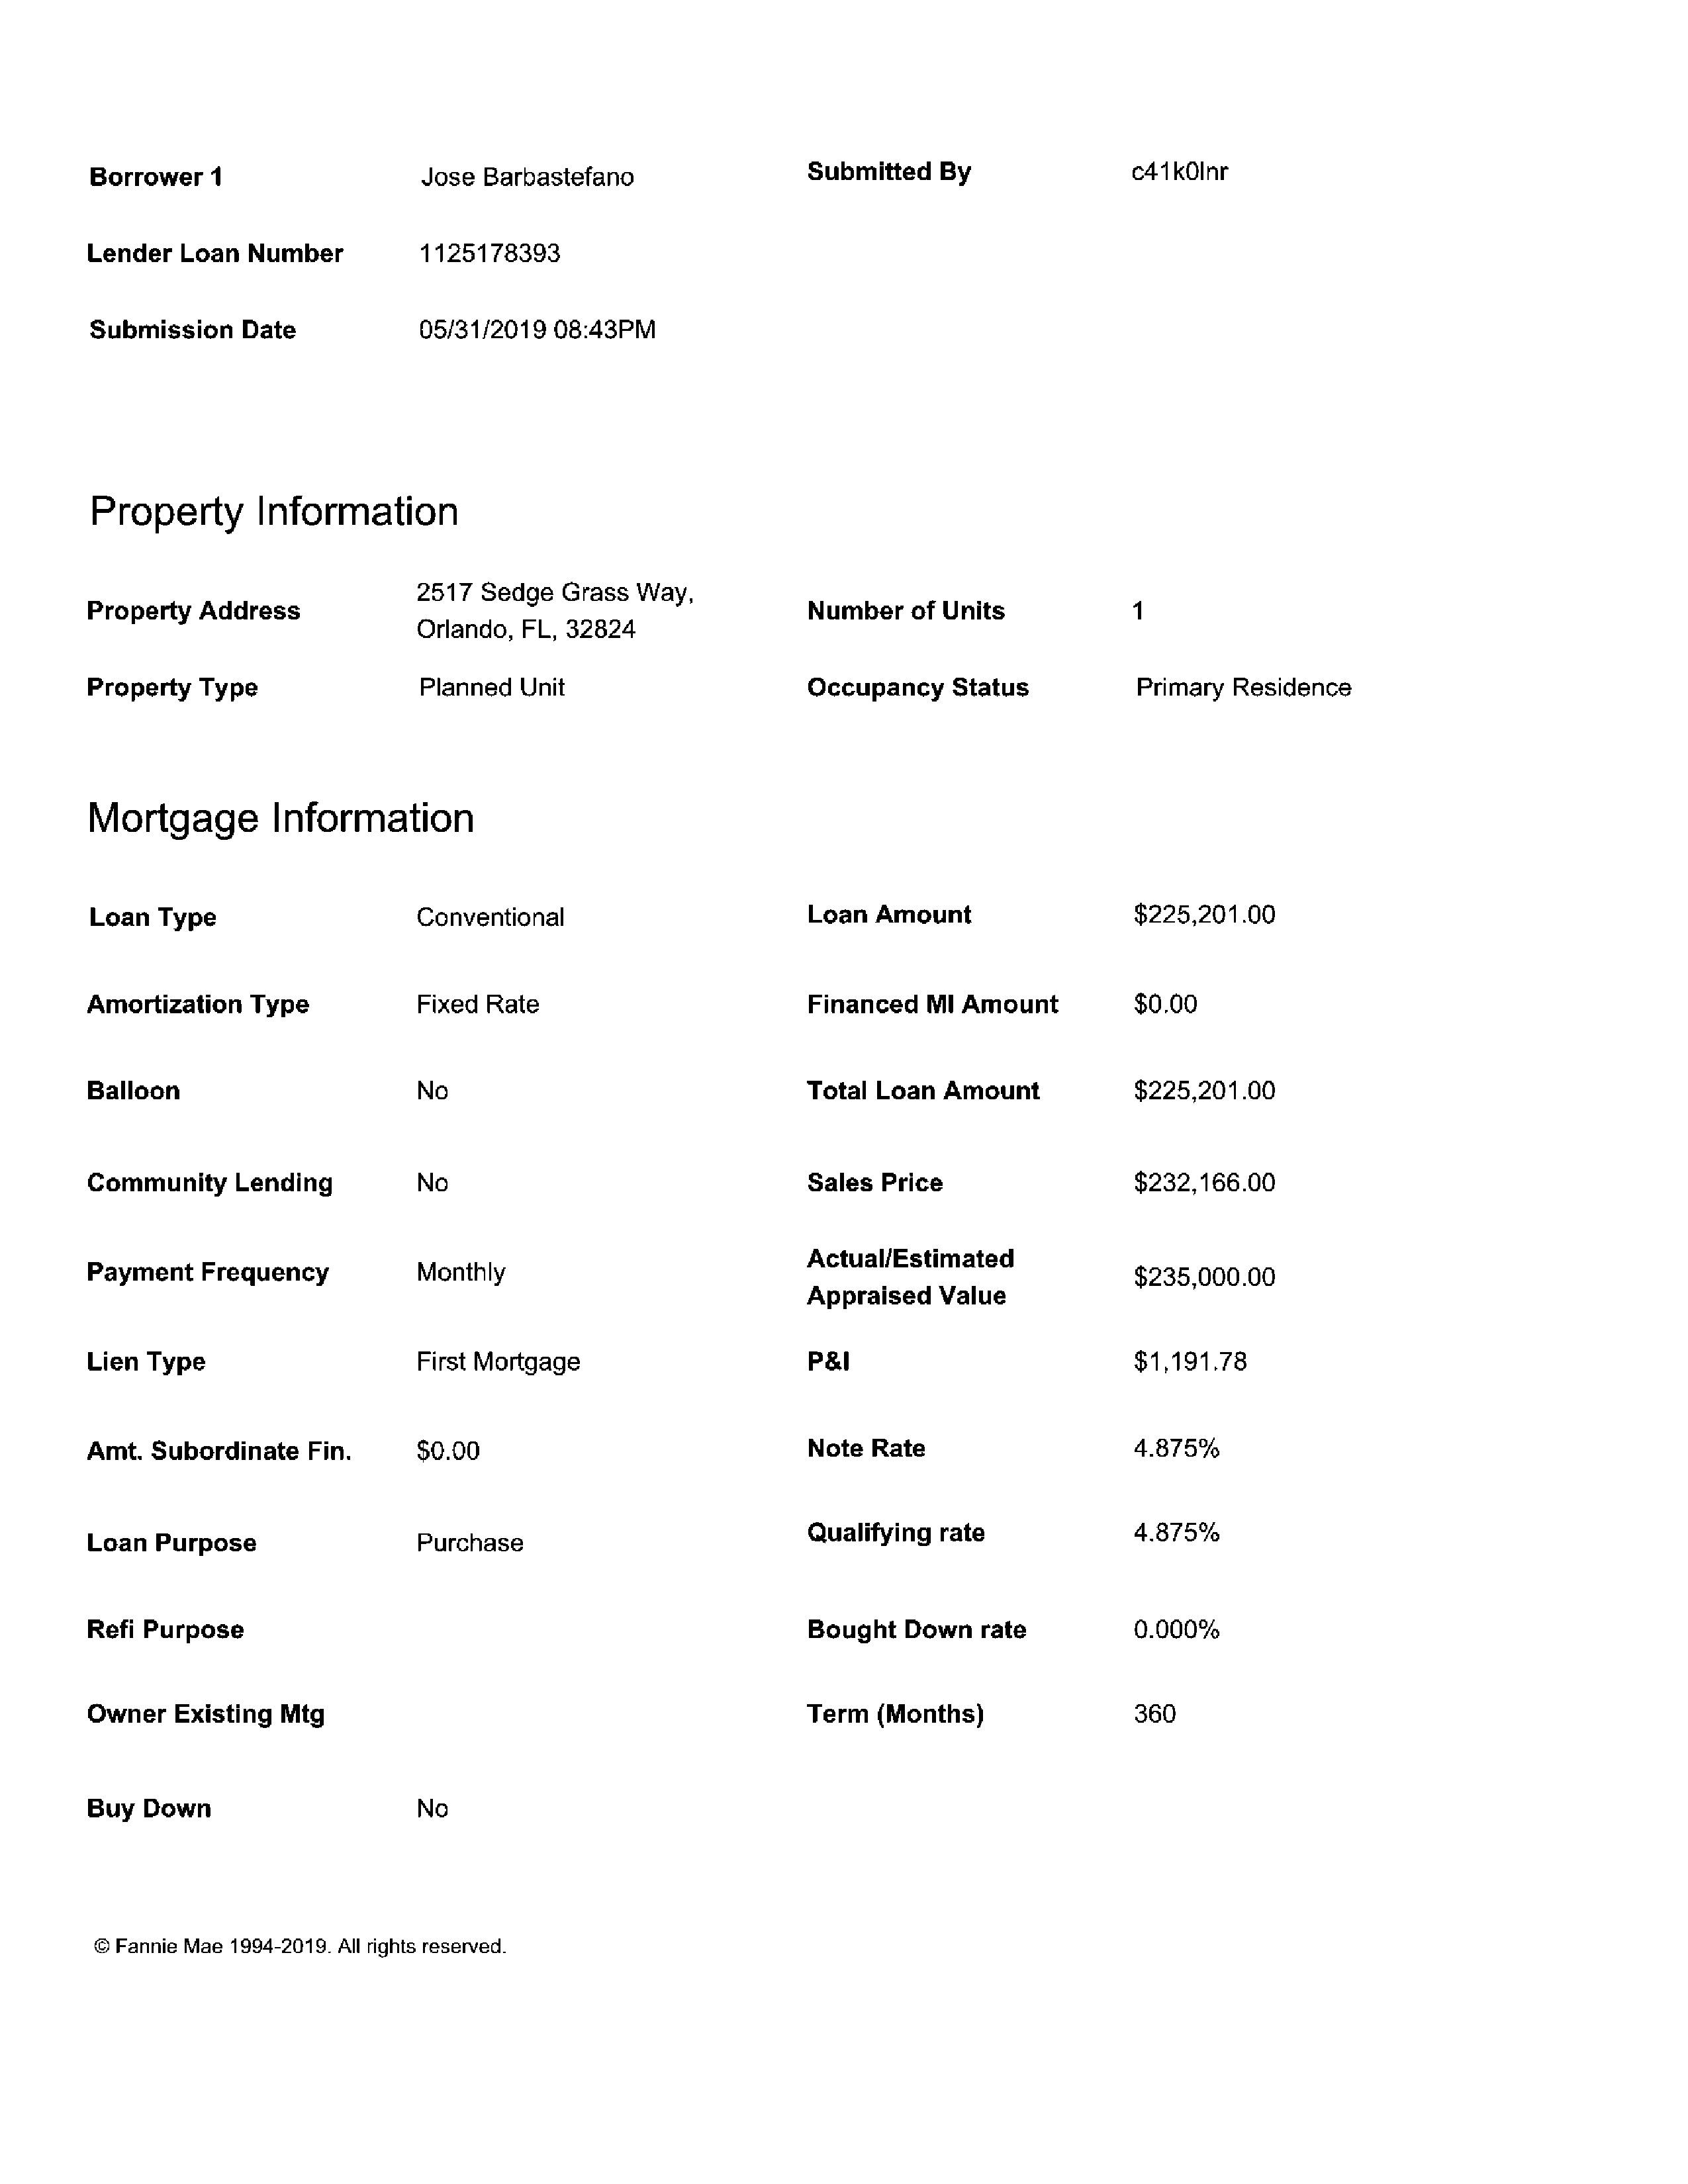 Borrower 1 Jose Barbastefano Submitted By c41k0lnr
Lender Loan Number 1125178393
Submission Date 05/31/2019 08:43PM
Property Information
Property Address 2517 Sedge Grass Way, Orlando, FL, 32824 Number of Units 1
Property Type Planned Unit Occupancy Status Primary Residence
Mortgage Information
Loan Type Conventional Loan Amount $225,201.00
Amortization Type Fixed Rate Financed MI Amount $0.00
Balloon No Total Loan Amount $225,201.00
Community Lending No Sales Price $232,166.00
Payment Frequency Monthly Actual/Estimated Appraised Value $235,000.00
Lien Type First Mortgage P&I $1,191.78
Amt. Subordinate Fin. $0.00 Note Rate 4.875%
Loan Purpose Purchase Qualifying rate 4.875%
Refi Purpose Bought Down rate 0.000%
Owner Existing Mtg Term (Months) 360
Buy Down No
© Fannie Mae 1994-2019. All rights reserved.